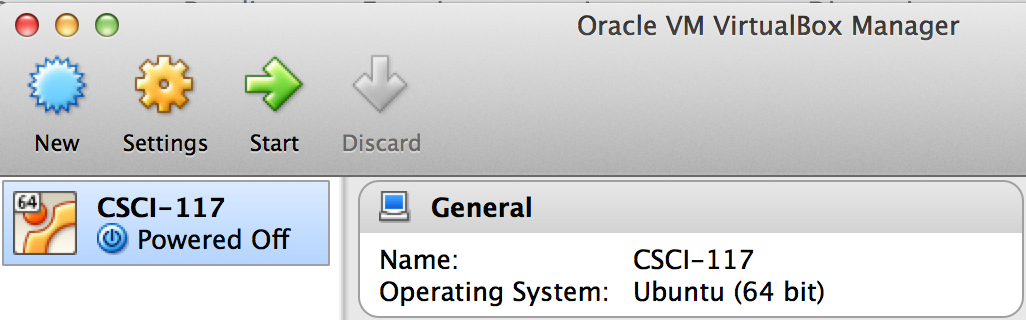 Oracle VM VirtualBox Manager
New Settings Start Discard
64
CSCI-117
Powered Off
General
Name: CSCI-117
Operating System: Ubuntu (64 bit)